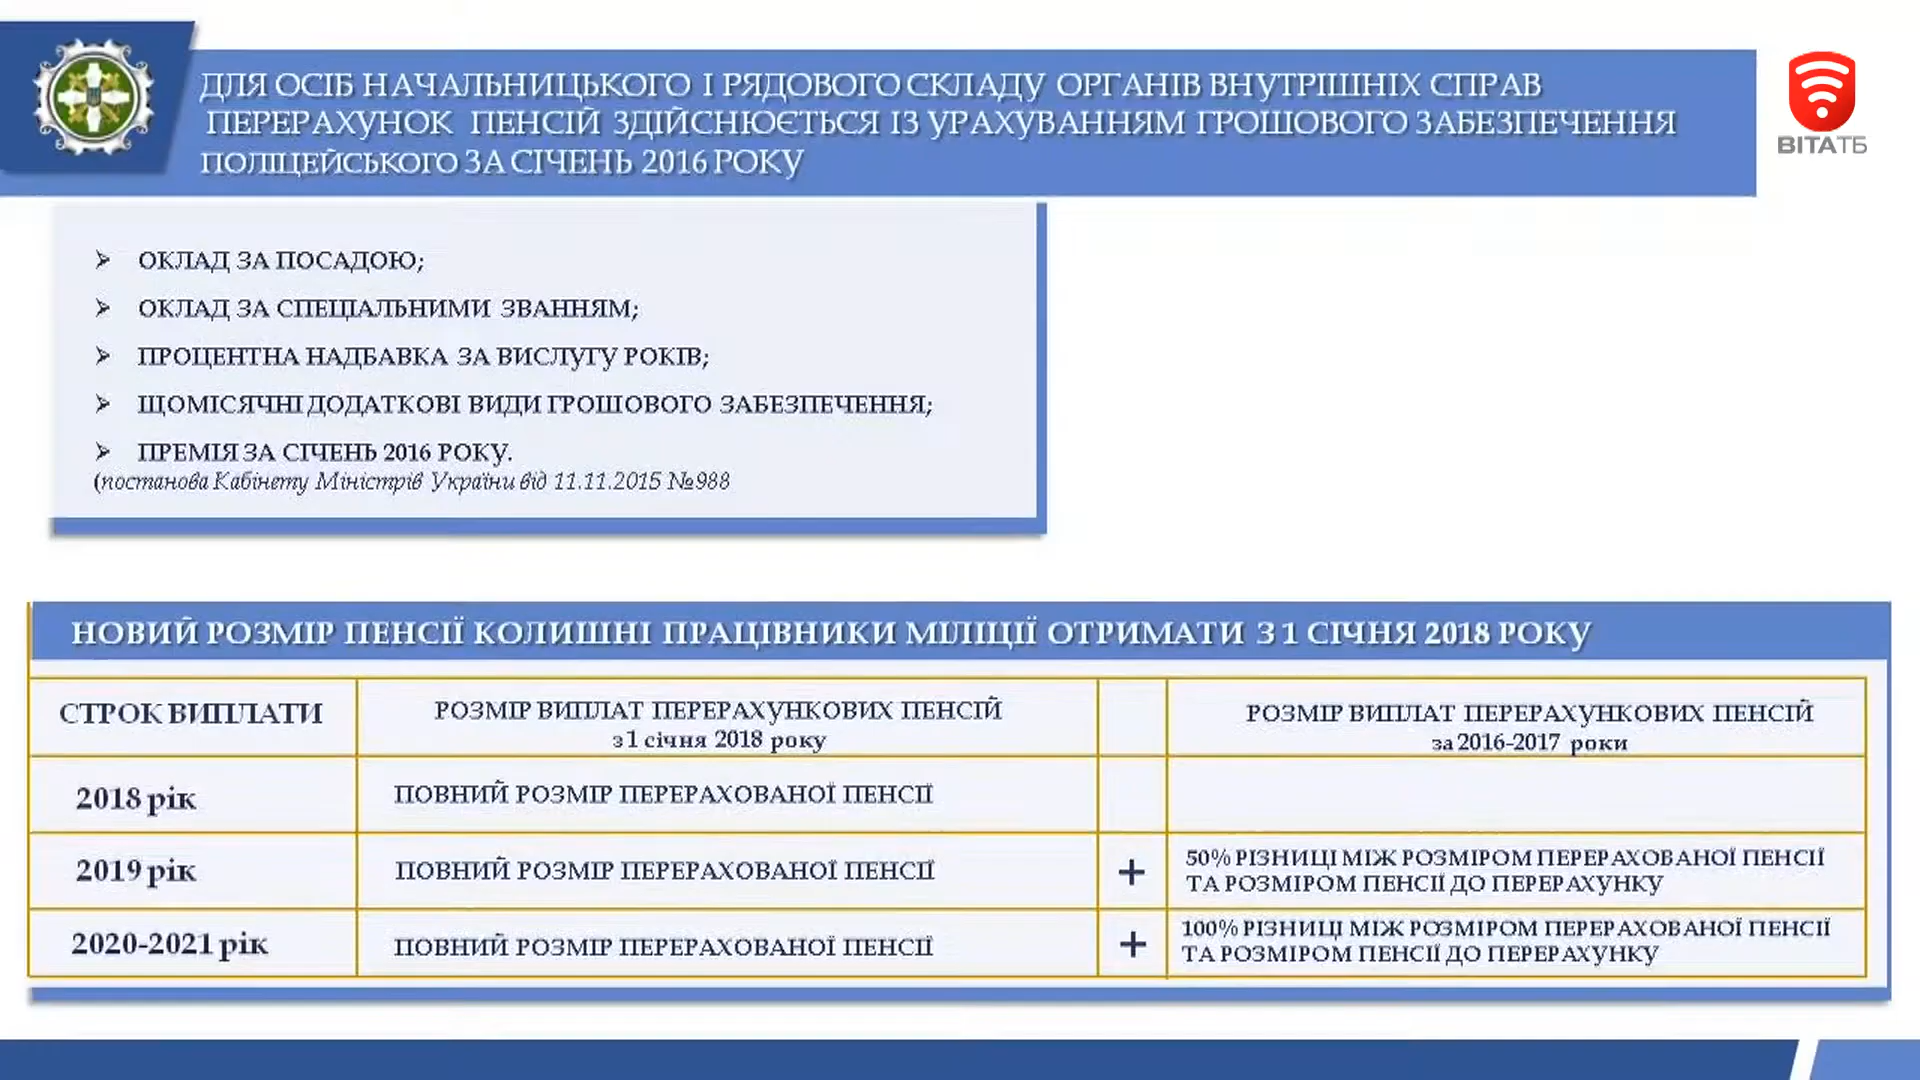 ДЛЯ ОСІБ НАЧАЛЬНИЦЬКОГО І РЯДОВОГО СКЛАДУ ОРГАНІВ ВНУТРІШНІХ СПРАВ
ПЕРЕРАХУНОК ПЕНСІЙ ЗДІЙСНЮЄТЬСЯ ІЗ УРАХУВАННЯМ ГРОШОВОГО ЗАБЕЗПЕЧЕННЯ
ПОЛІЦЕЙСЬКОГО ЗА СІЧЕНЬ 2016 РОКУ
ВІТАТБ
➢ ОКЛАД ЗА ПОСАДОЮ;
➢ ОКЛАД ЗА СПЕЦІАЛЬНИМИ ЗВАННЯМ;
➢ ПРОЦЕНТНА НАДБАВКА ЗА ВИСЛУГУ РОКІВ;
➢ ЩОМІСЯЧНІ ДОДАТКОВІ ВИДИ ГРОШОВОГО ЗАБЕЗПЕЧЕННЯ;
➢ ПРЕМІЯ ЗА СІЧЕНЬ 2016 РОКУ.
(постанова Кабінету Міністрів України від 11.11.2015 №988
НОВИЙ РОЗМІР ПЕНСІЇ КОЛИШНІ ПРАЦІВНИКИ МІЛІЦІЇ ОТРИМАТИ З 1 СІЧНЯ 2018 РОКУ
СТРОК ВИПЛАТИ
РОЗМІР ВИПЛАТ ПЕРЕРАХУНКОВИХ ПЕНСІЙ
з 1 січня 2018 року
РОЗМІР ВИПЛАТ ПЕРЕРАХУНКОВИХ ПЕНСІЙ
за 2016-2017 роки
2018 рік
ПОВНИЙ РОЗМІР ПЕРЕРАХОВАНОЇ ПЕНСІЇ
2019 рік
ПОВНИЙ РОЗМІР ПЕРЕРАХОВАНОЇ ПЕНСІЇ
+
50% РІЗНИЦІ МІЖ РОЗМІРОМ ПЕРЕРАХОВАНОЇ ПЕНСІЇ
ТА РОЗМІРОМ ПЕНСІЇ ДО ПЕРЕРАХУНКУ
2020-2021 рік
ПОВНИЙ РОЗМІР ПЕРЕРАХОВАНОЇ ПЕНСІЇ
+
100% РІЗНИЦІ МІЖ РОЗМІРОМ ПЕРЕРАХОВАНОЇ ПЕНСІЇ
ТА РОЗМІРОМ ПЕНСІЇ ДО ПЕРЕРАХУНКУ